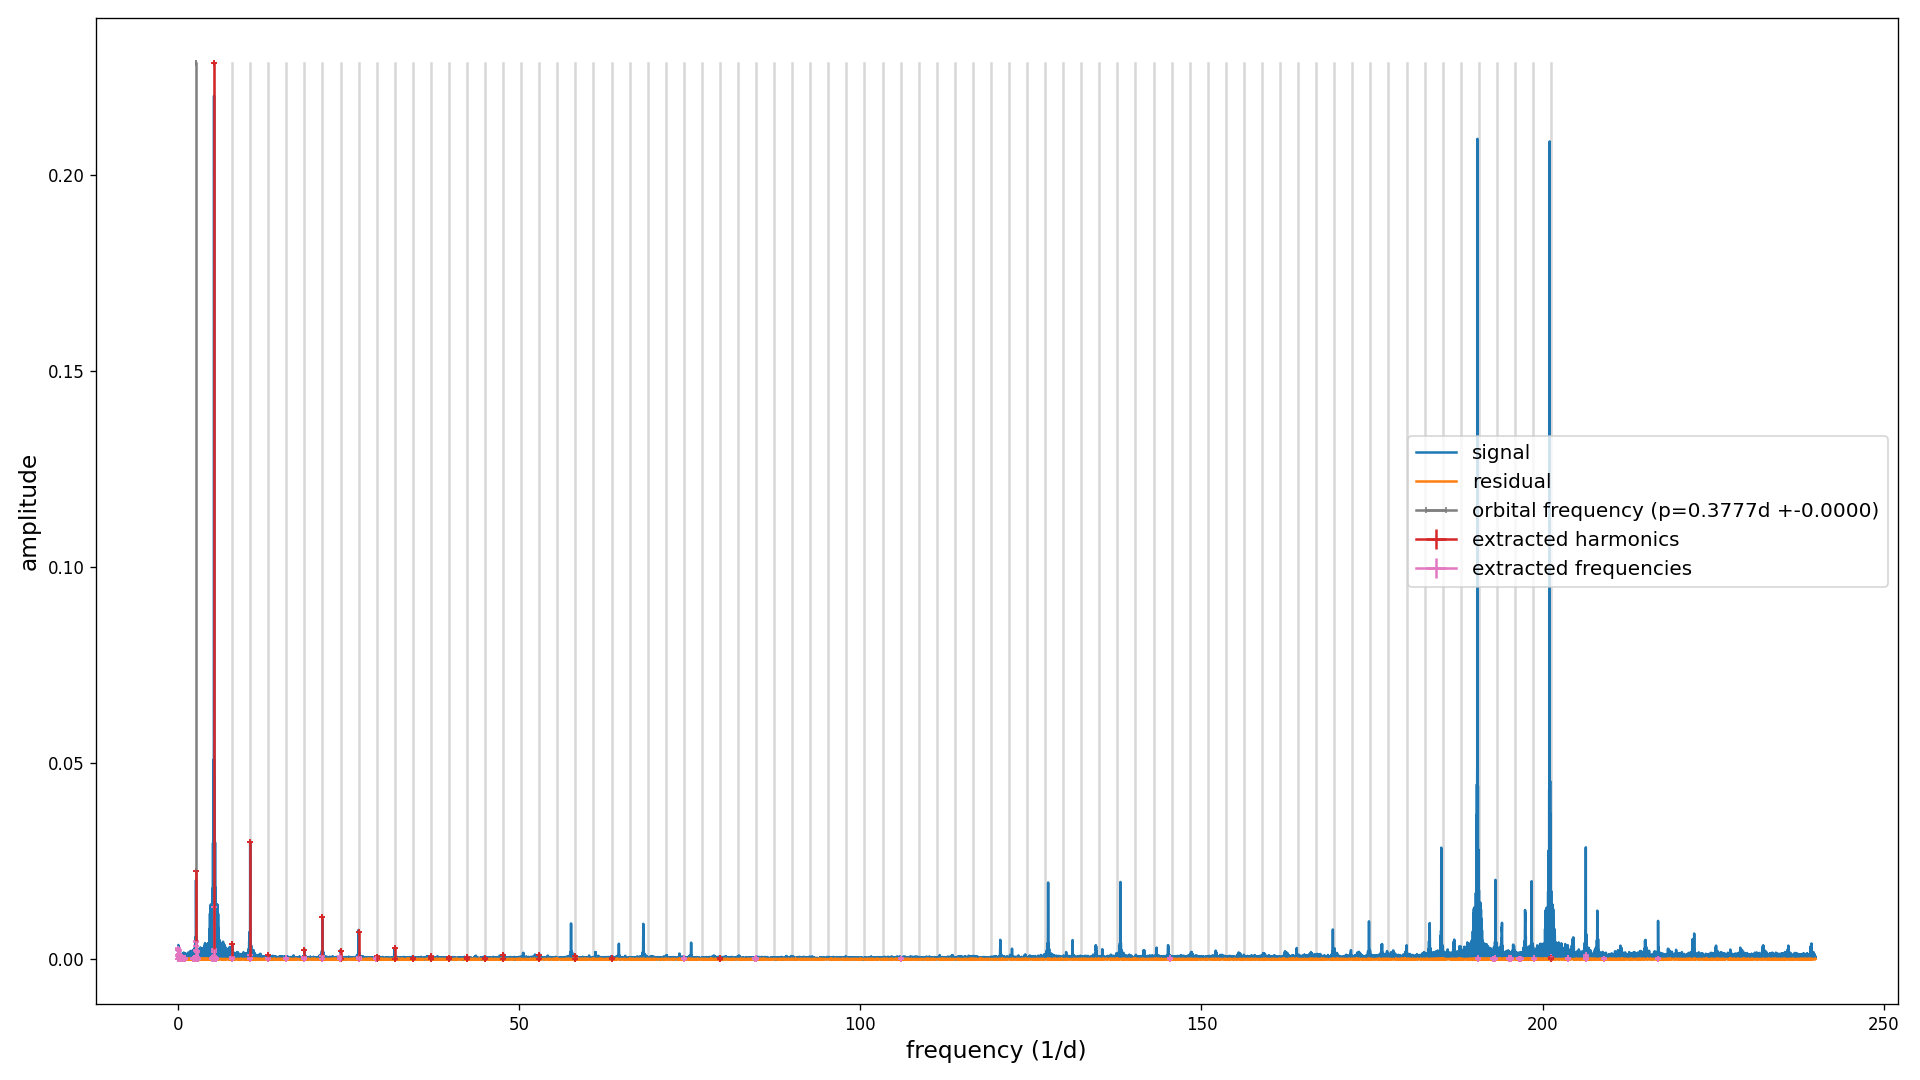 0.20
0.15
0.10
0.05
0.00
amplitude
signal
residual
orbital frequency (p=0.3777d +-0.0000)
extracted harmonics
extracted frequencies
0 50 100 150 200 250
frequency (1/d)